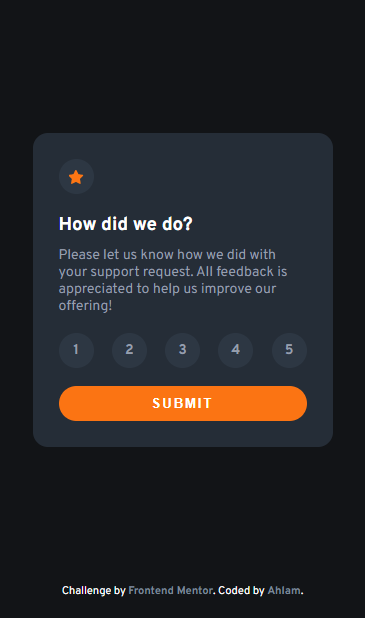 How did we do?
Please let us know how we did with
your support request. All feedback is
appreciated to help us improve our
offering!
1 2 3 4 5
SUBMIT
Challenge by Frontend Mentor. Coded by Ahlam.